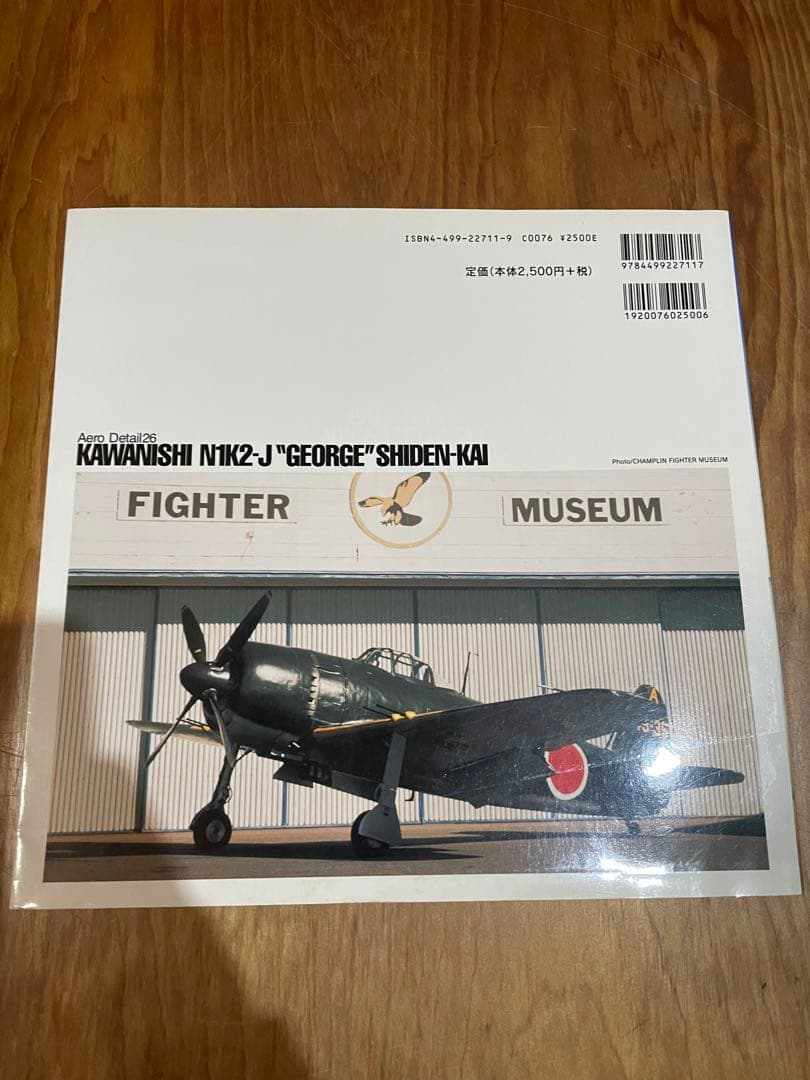 ISBN4-499-22711-9 C0076 ¥2500E
定価(本体2,500円+税)
9784499227117
1920076025006
Aero Detail26
KAWANISHI N1K2-J "GEORGE" SHIDEN-KAI
Photo/CHAMPLIN FIGHTER MUSEUM
FIGHTER MUSEUM
A